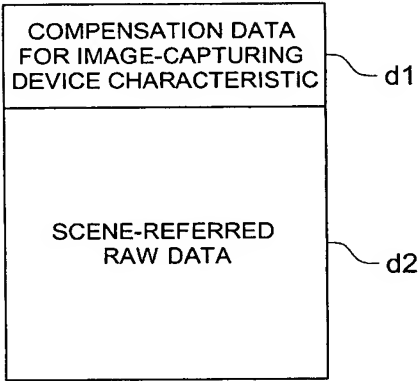 COMPENSATION DATA
FOR IMAGE-CAPTURING
DEVICE CHARACTERISTIC
d1
SCENE-REFERRED
RAW DATA
d2